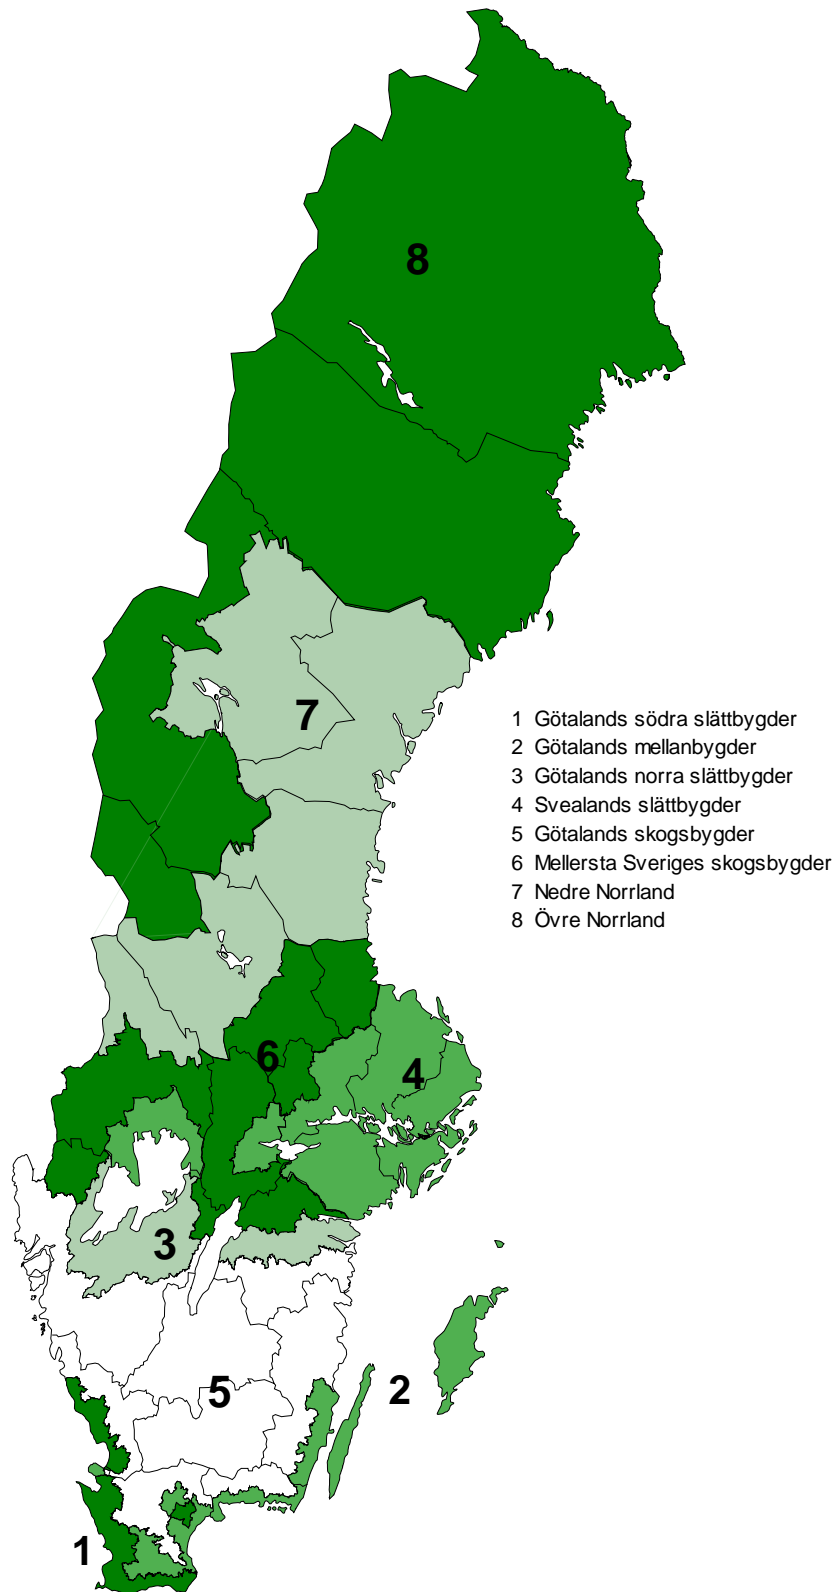 8
7
1 Götalands södra slättbygder
2 Götalands mellanbygder
3 Götalands norra slättbygder
4 Svealands slättbygder
5 Götalands skogsbygder
6 Mellersta Sveriges skogsbygder
7 Nedre Norrland
8 Övre Norrland
6
4
3
5
2
1